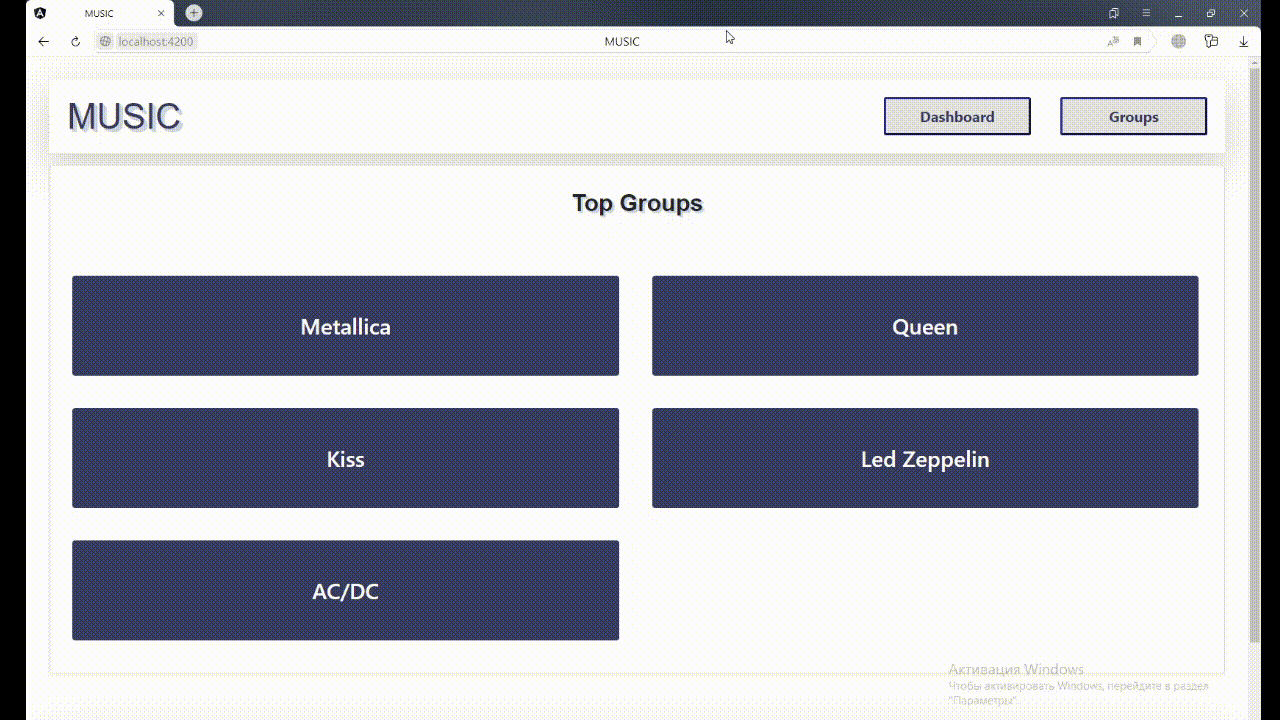 MUSIC
localhost:4200
MUSIC
MUSIC
Dashboard
Groups
Top Groups
Metallica
Queen
Kiss
Led Zeppelin
AC/DC
Активация Windows
Чтобы активировать Windows, перейдите в раздел
"Параметры".